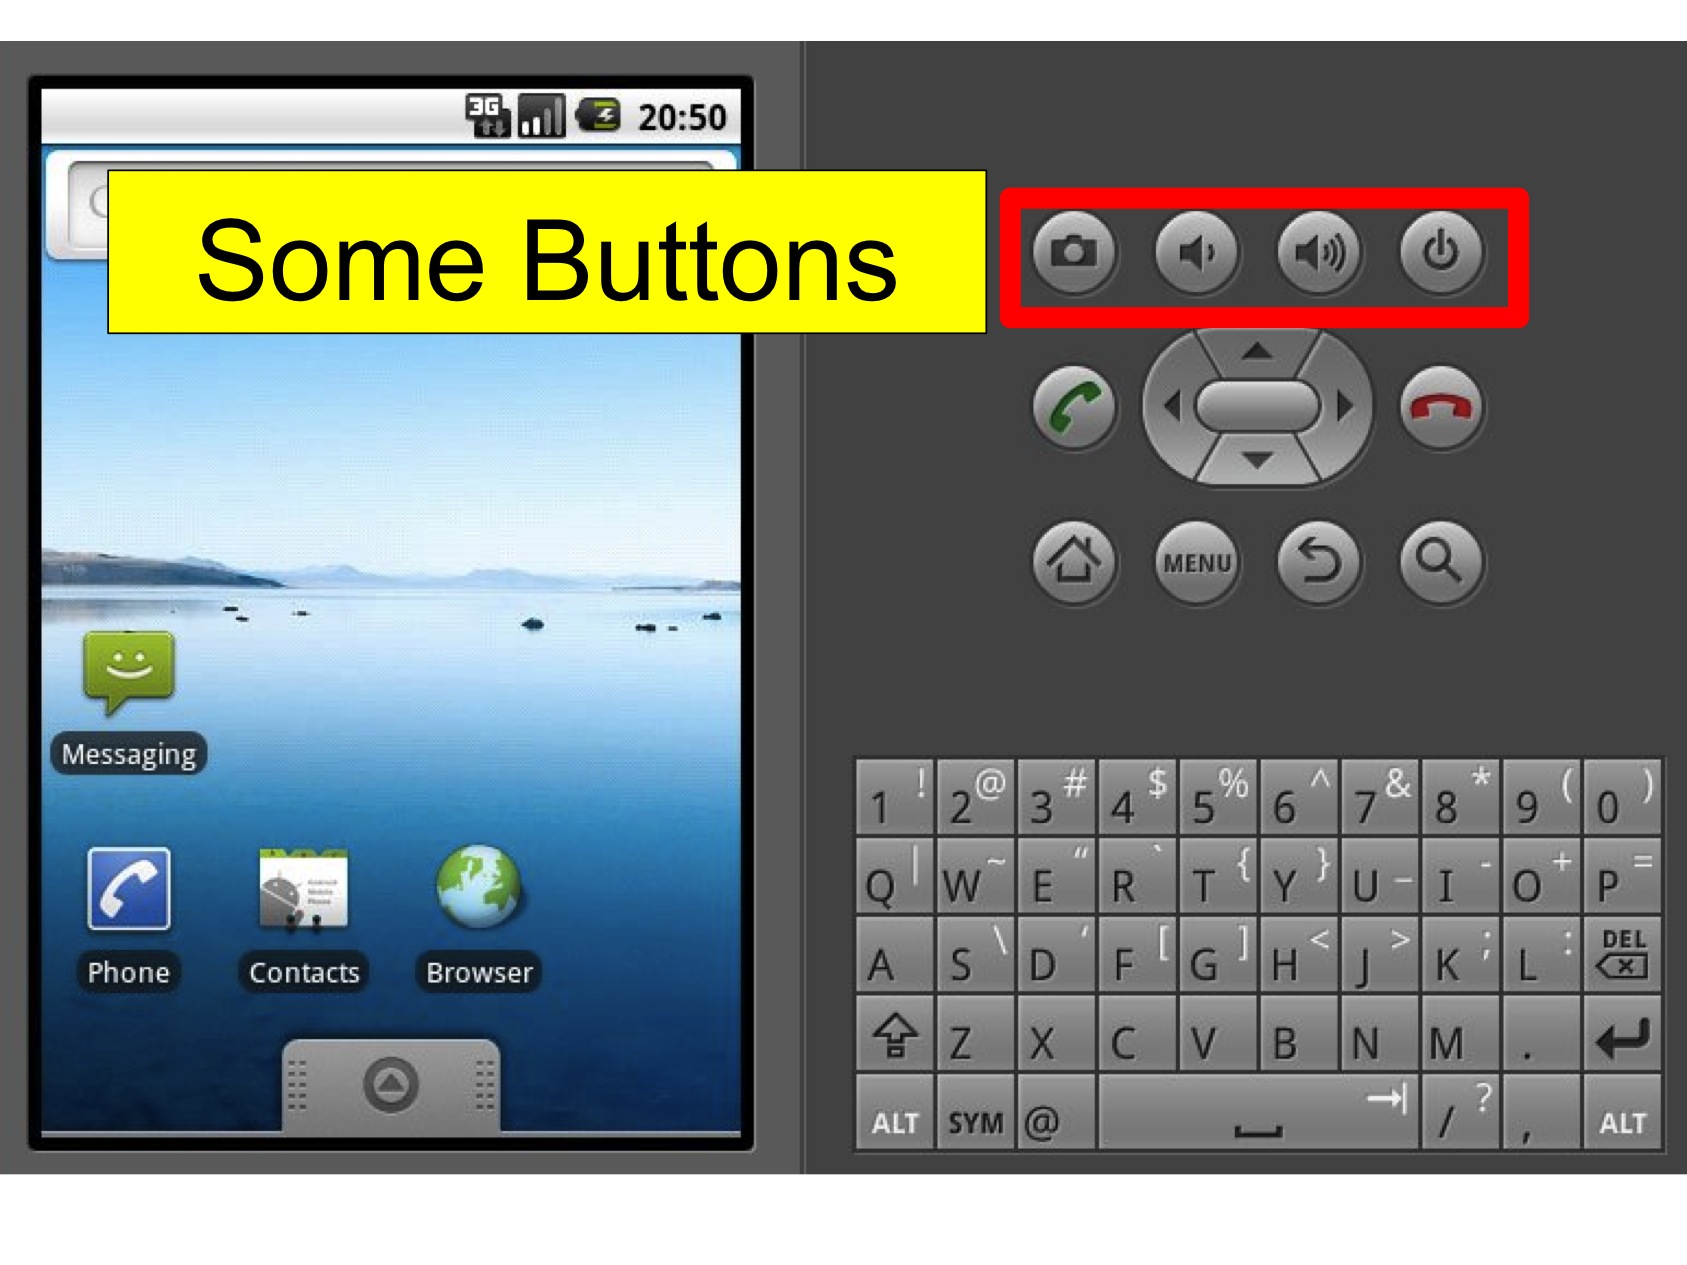 3G 20:50
Some Buttons
MENU
Messaging
Phone Contacts Browser
1 ! 2 @ 3 # 4 $ 5 % 6 ^ 7 & 8 * 9 ( 0 )
Q | W ~ E " R ` T { Y } U _ I - O + P =
A S \ D ' F [ G ] H < J > K ; L : DEL
Z X C V B N M .
ALT SYM @ / ? , ALT